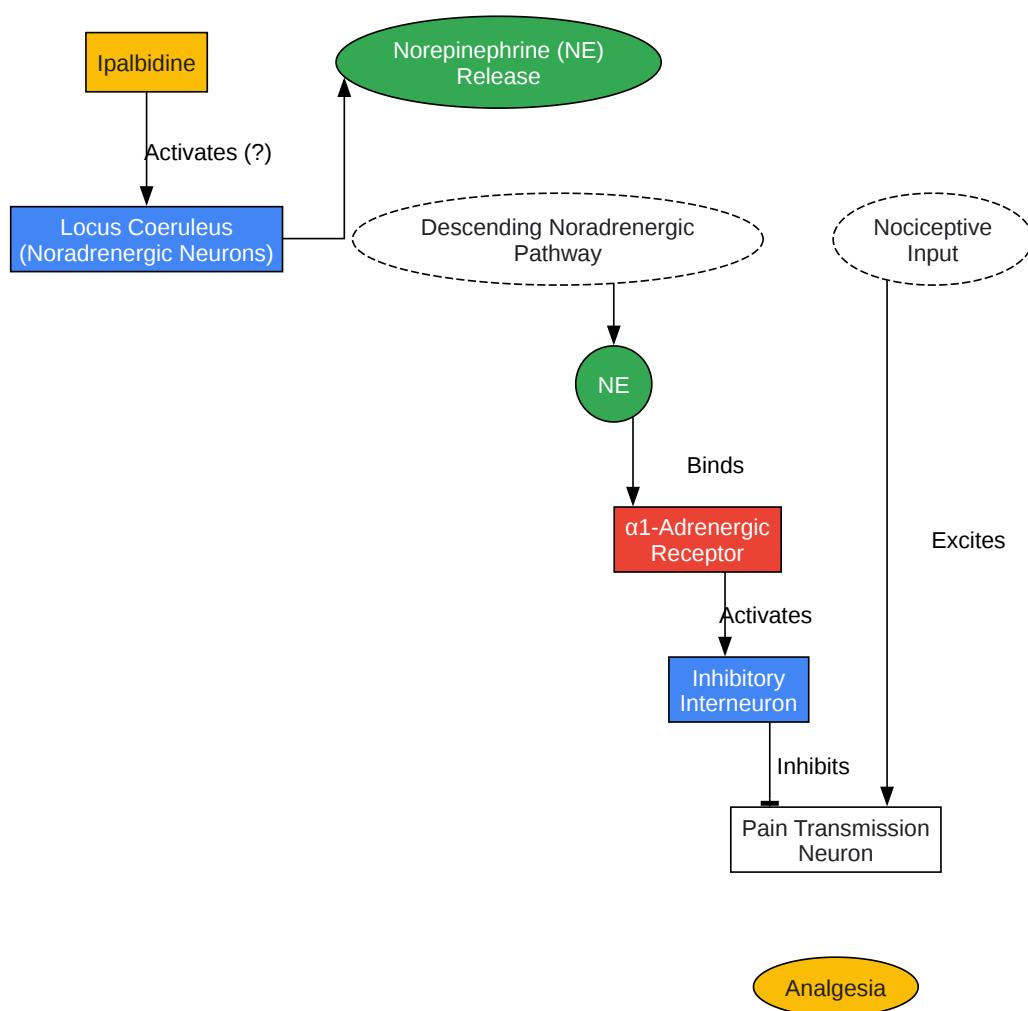 Ipalbidine
Norepinephrine (NE)
Release
Activates (?)
Locus Coeruleus
(Noradrenergic Neurons)
Descending Noradrenergic
Pathway
Nociceptive
Input
NE
Binds
α1-Adrenergic
Receptor
Excites
Activates
Inhibitory
Interneuron
Inhibits
Pain Transmission
Neuron
Analgesia